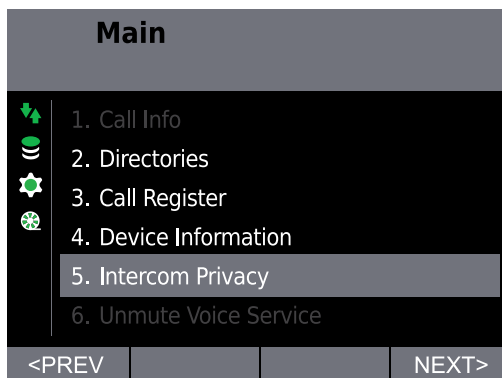 Main
1. Call Info
2. Directories
3. Call Register
4. Device Information
5. Intercom Privacy
6. Unmute Voice Service
<PREV NEXT>